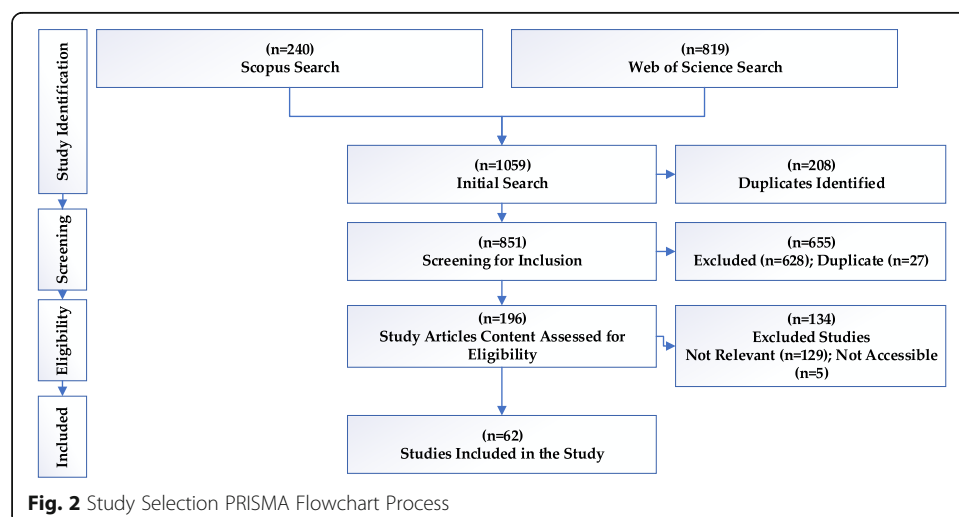 Study Identification
(n=240)
Scopus Search
(n=819)
Web of Science Search
(n=1059)
Initial Search
(n=208)
Duplicates Identified
Screening
(n=851)
Screening for Inclusion
(n=655)
Excluded (n=628); Duplicate (n=27)
Eligibility
(n=196)
Study Articles Content Assessed for
Eligibility
(n=134)
Excluded Studies
Not Relevant (n=129); Not Accessible
(n=5)
Included
(n=62)
Studies Included in the Study
Fig. 2 Study Selection PRISMA Flowchart Process